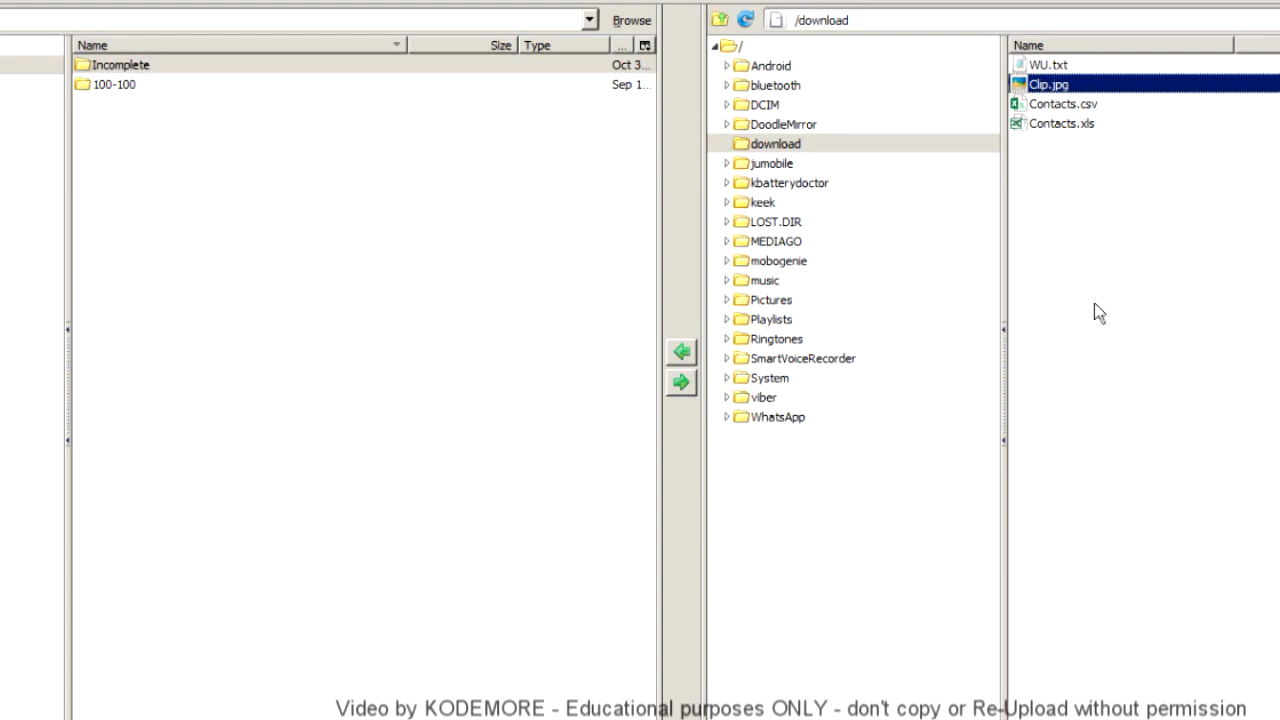 Browse
/download
Name Size Type ...
Incomplete Oct 3...
100-100 Sep 1...
/
Android
bluetooth
DCIM
DoodleMirror
download
jumobile
kbatterydoctor
keek
LOST.DIR
MEDIAGO
mobogenie
music
Pictures
Playlists
Ringtones
SmartVoiceRecorder
System
viber
WhatsApp
Name
WU.txt
Clip.jpg
Contacts.csv
Contacts.xls
Video by KODEMORE - Educational purposes ONLY - don't copy or Re-Upload without permission